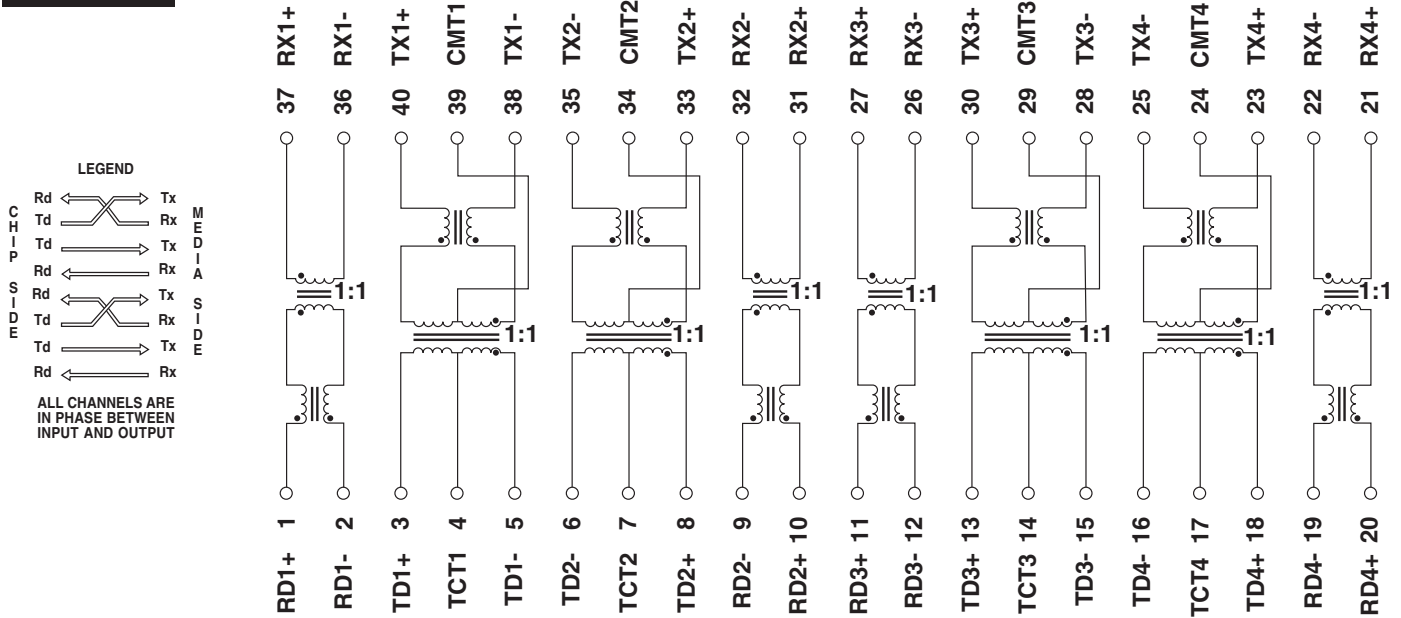 RX1+ RX1- TX1+ CMT1 TX1- TX2- CMT2 TX2+ RX2- RX2+ RX3+ RX3- TX3+ CMT3 TX3- TX4- CMT4 TX4+ RX4- RX4+
37 36 40 39 38 35 34 33 32 31 27 26 30 29 28 25 24 23 22 21
LEGEND
CHIP SIDE
MEDIA SIDE
Rd Tx
Td Rx
Td Tx
Rd Rx
Rd Tx
Td Rx
Td Tx
Rd Rx
ALL CHANNELS ARE
IN PHASE BETWEEN
INPUT AND OUTPUT
1:1 1:1 1:1 1:1
1:1 1:1 1:1 1:1
1 2 3 4 5 6 7 8 9 10 11 12 13 14 15 16 17 18 19 20
RD1+ RD1- TD1+ TCT1 TD1- TD2- TCT2 TD2+ RD2- RD2+ RD3+ RD3- TD3+ TCT3 TD3- TD4- TCT4 TD4+ RD4- RD4+